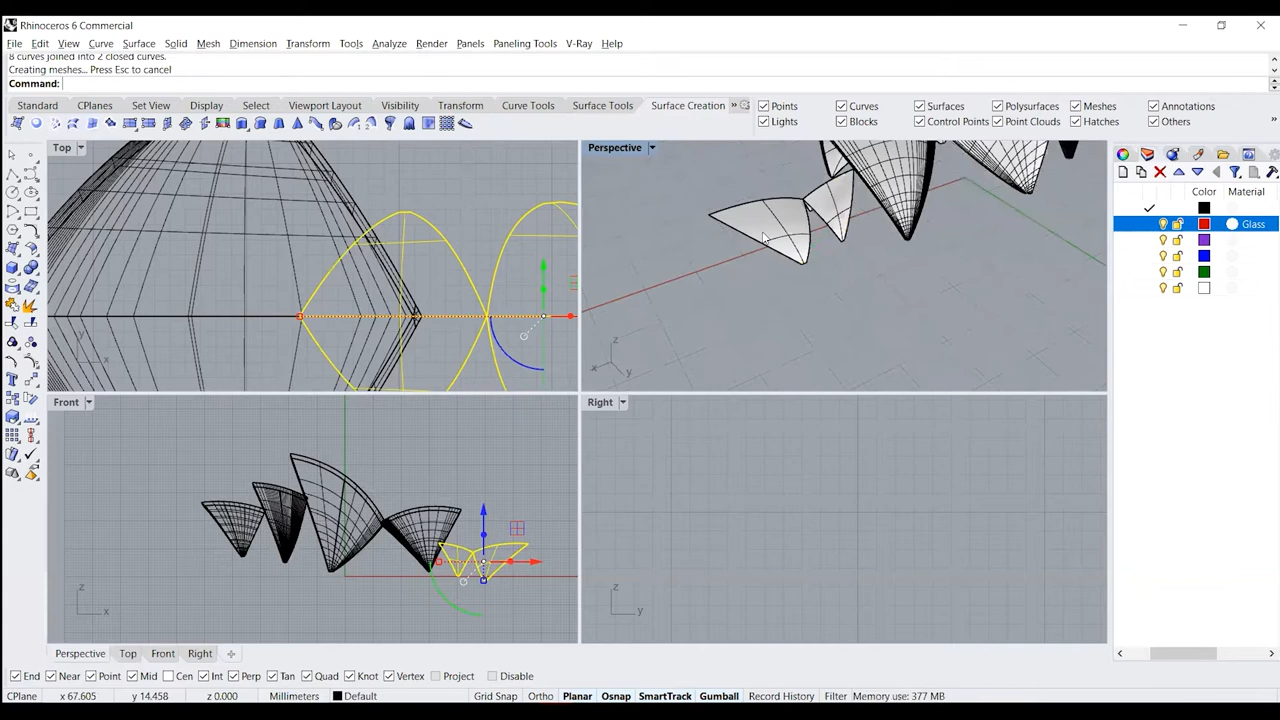 Rhinoceros 6 Commercial
File Edit View Curve Surface Solid Mesh Dimension Transform Tools Analyze Render Panels Paneling Tools V-Ray Help
8 curves joined into 2 closed curves.
Creating meshes... Press Esc to cancel
Command:
Standard CPlanes Set View Display Select Viewport Layout Visibility Transform Curve Tools Surface Tools Surface Creation » Points Curves Surfaces Polysurfaces Meshes Annotations
Lights Blocks Control Points Point Clouds Hatches Others »
Top Perspective
Color Material
Glass
y x
z x y
Front Right
z x
z y
Perspective Top Front Right
End Near Point Mid Cen Int Perp Tan Quad Knot Vertex Project Disable
CPlane x 67.605 y 14.458 z 0.000 Millimeters Default Grid Snap Ortho Planar Osnap SmartTrack Gumball Record History Filter Memory use: 377 MB